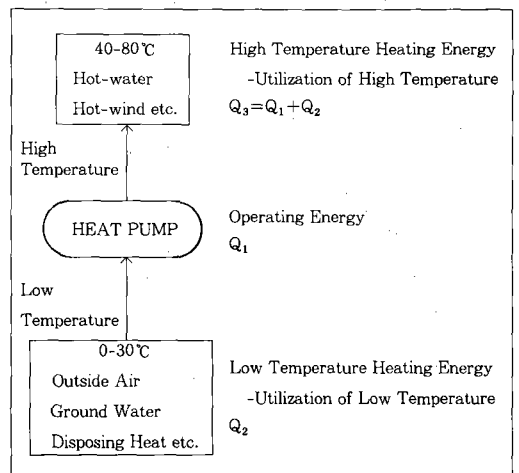 40-80℃
Hot-water
Hot-wind etc.
High Temperature Heating Energy
-Utilization of High Temperature
Q₃=Q₁+Q₂
High
Temperature
HEAT PUMP
Operating Energy
Q₁
Low
Temperature
0-30℃
Outside Air
Ground Water
Disposing Heat etc.
Low Temperature Heating Energy
-Utilization of Low Temperature
Q₂